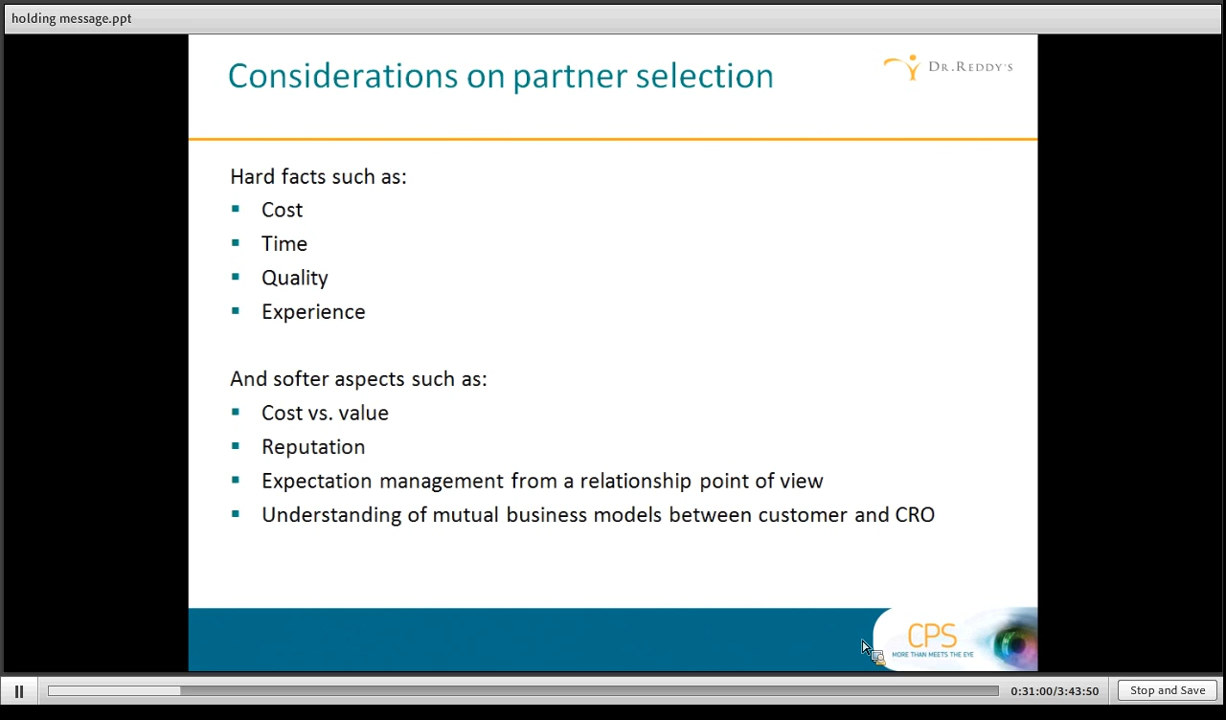 holding message.ppt
Considerations on partner selection
DR.REDDY'S
Hard facts such as:
▪ Cost
▪ Time
▪ Quality
▪ Experience
And softer aspects such as:
▪ Cost vs. value
▪ Reputation
▪ Expectation management from a relationship point of view
▪ Understanding of mutual business models between customer and CRO
CPS
MORE THAN MEETS THE EYE
0:31:00/3:43:50
Stop and Save